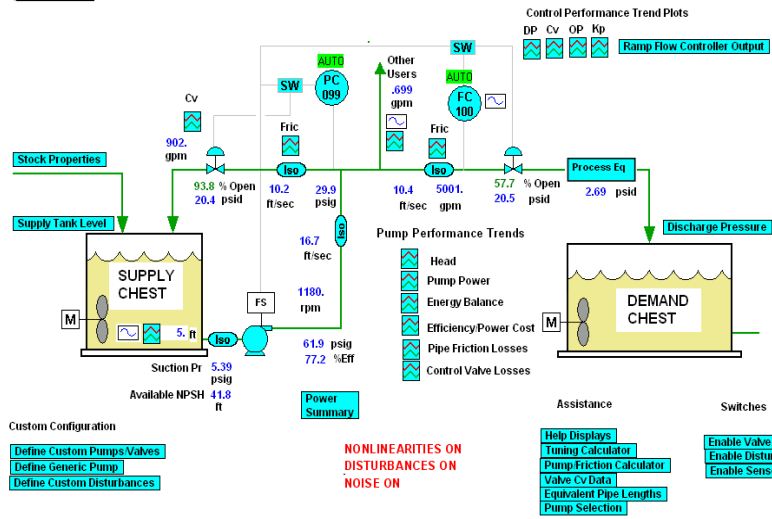 Control Performance Trend Plots
DP Cv OP Kp
Ramp Flow Controller Output
SW
AUTO
PC
099
SW
Other
Users
.699
gpm
AUTO
FC
100
Cv
902.
gpm
Fric
Fric
Stock Properties
Iso
Iso
Process Eq
93.8 % Open
20.4 psid
10.2
ft/sec
29.9
psig
10.4
ft/sec
5001.
gpm
57.7 % Open
20.5 psid
2.69 psid
Supply Tank Level
Iso
16.7
ft/sec
Pump Performance Trends
Discharge Pressure
Head
Pump Power
Energy Balance
Efficiency/Power Cost
Pipe Friction Losses
Control Valve Losses
SUPPLY
CHEST
DEMAND
CHEST
M
M
FS
1180.
rpm
5. ft
Iso
61.9 psig
77.2 %Eff
Suction Pr 5.39
psig
Available NPSH 41.8
ft
Power
Summary
Custom Configuration
Define Custom Pumps/Valves
Define Generic Pump
Define Custom Disturbances
NONLINEARITIES ON
DISTURBANCES ON
NOISE ON
Assistance
Help Displays
Tuning Calculator
Pump/Friction Calculator
Valve Cv Data
Equivalent Pipe Lengths
Pump Selection
Switches
Enable Valve
Enable Distu
Enable Sens